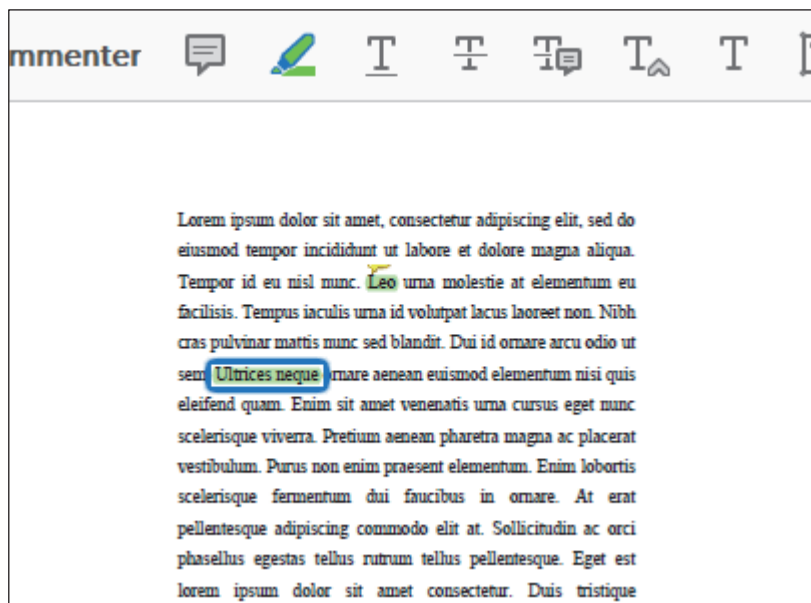 mmenter
Lorem ipsum dolor sit amet, consectetur adipiscing elit, sed do
eiusmod tempor incididunt ut labore et dolore magna aliqua.
Tempor id eu nisl nunc. Leo urna molestie at elementum eu
facilisis. Tempus iaculis urna id volutpat lacus laoreet non. Nibh
cras pulvinar mattis nunc sed blandit. Dui id ornare arcu odio ut
sem Ultrices neque ornare aenean euismod elementum nisi quis
eleifend quam. Enim sit amet venenatis urna cursus eget nunc
scelerisque viverra. Pretium aenean pharetra magna ac placerat
vestibulum. Purus non enim praesent elementum. Enim lobortis
scelerisque fermentum dui faucibus in ornare. At erat
pellentesque adipiscing commodo elit at. Sollicitudin ac orci
phasellus egestas tellus rutrum tellus pellentesque. Eget est
lorem ipsum dolor sit amet consectetur. Duis tristique